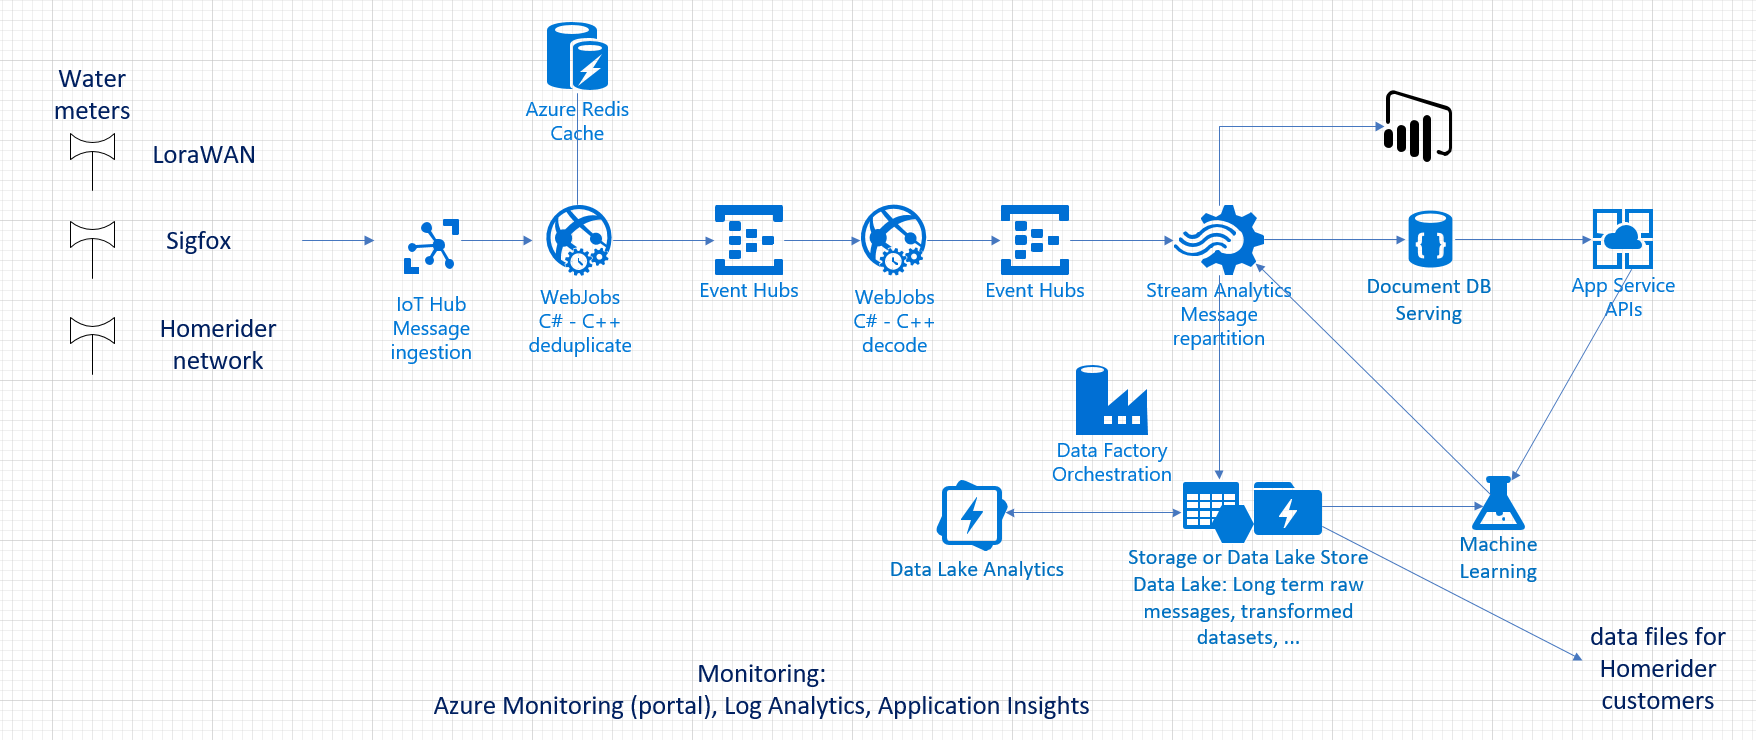 Water
meters
LoraWAN
Sigfox
Homerider
network
Azure Redis
Cache
IoT Hub
Message
ingestion
WebJobs
C# - C++
deduplicate
Event Hubs
WebJobs
C# - C++
decode
Event Hubs
Stream Analytics
Message
repartition
Document DB
Serving
App Service
APIs
Data Factory
Orchestration
Data Lake Analytics
Storage or Data Lake Store
Data Lake: Long term raw
messages, transformed
datasets, ...
Machine
Learning
data files for
Homerider
customers
Monitoring:
Azure Monitoring (portal), Log Analytics, Application Insights